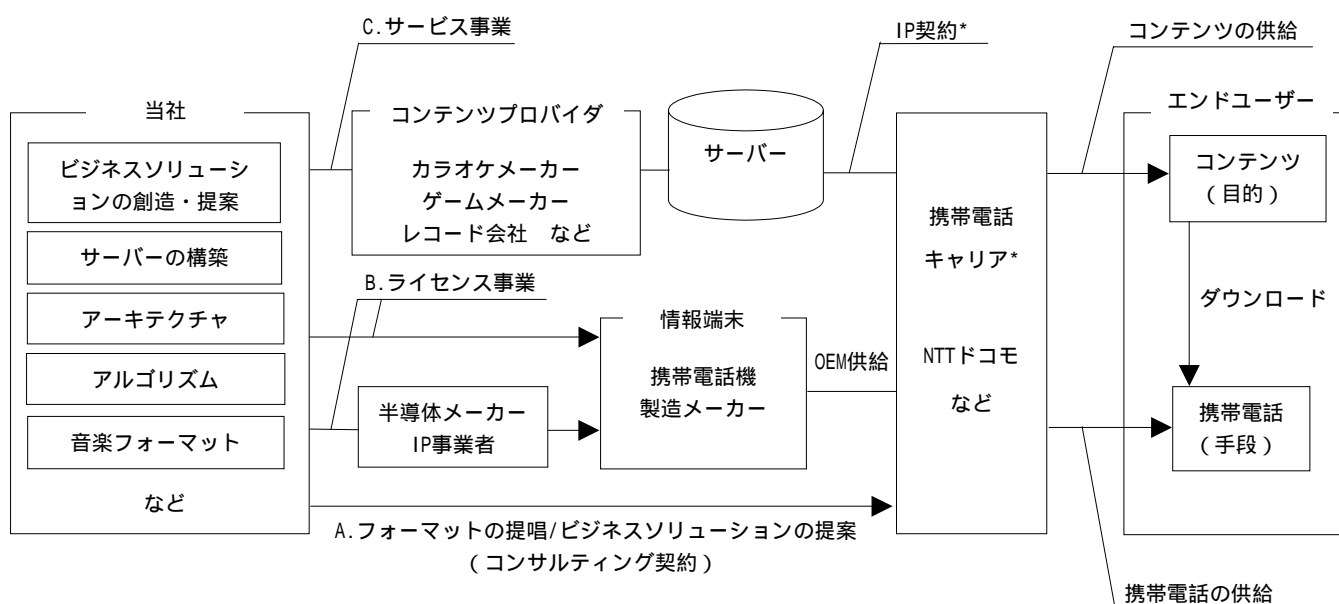 C.サービス事業
IP契約*
コンテンツの供給
当社
ビジネスソリューシ
ョンの創造・提案
サーバーの構築
アーキテクチャ
アルゴリズム
音楽フォーマット
など
コンテンツプロバイダ
カラオケメーカー
ゲームメーカー
レコード会社　など
サーバー
B.ライセンス事業
半導体メーカー
IP事業者
情報端末
携帯電話機
製造メーカー
OEM供給
携帯電話
キャリア*
NTTドコモ
など
エンドユーザー
コンテンツ
(目的)
ダウンロード
携帯電話
(手段)
A.フォーマットの提唱/ビジネスソリューションの提案
(コンサルティング契約)
携帯電話の供給